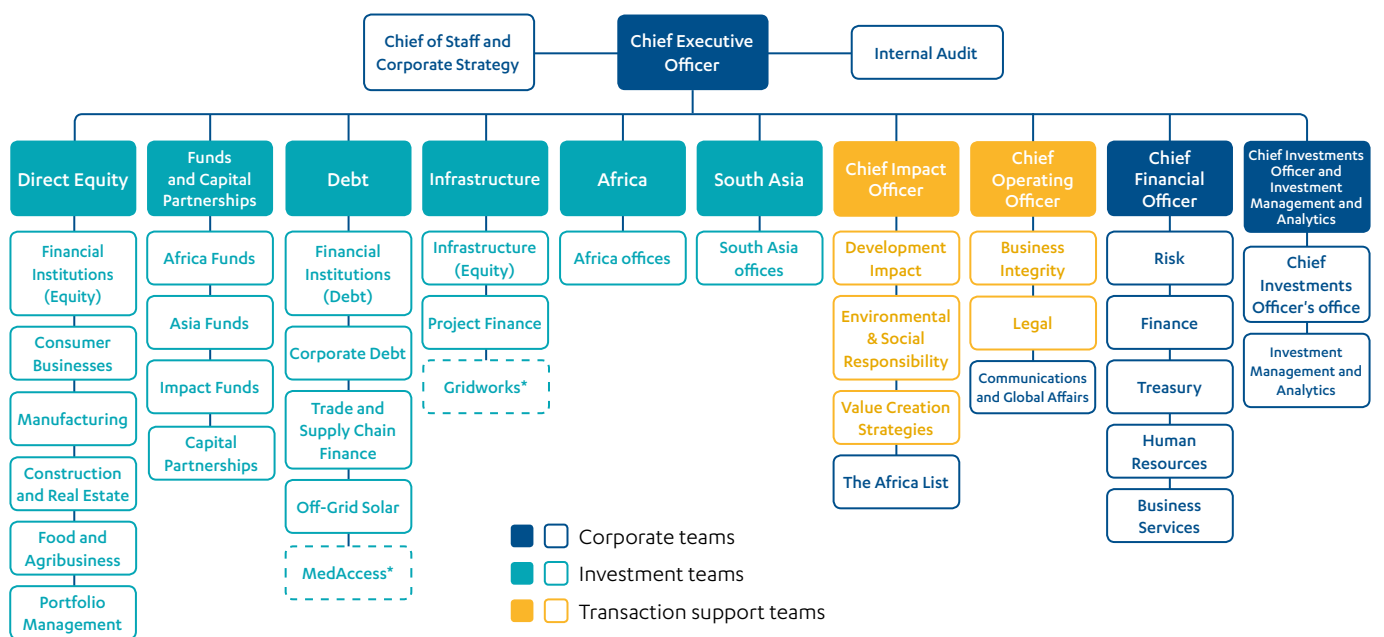 Chief of Staff and
Corporate Strategy
Chief Executive
Officer
Internal Audit
Direct Equity
Funds
and Capital
Partnerships
Debt
Infrastructure
Africa
South Asia
Chief Impact
Officer
Chief
Operating
Officer
Chief
Financial
Officer
Chief Investments
Officer and
Investment
Management and
Analytics
Financial
Institutions
(Equity)
Consumer
Businesses
Manufacturing
Construction
and Real Estate
Food and
Agribusiness
Portfolio
Management
Africa Funds
Asia Funds
Impact Funds
Capital
Partnerships
Financial
Institutions
(Debt)
Corporate Debt
Trade and
Supply Chain
Finance
Off-Grid Solar
MedAccess*
Infrastructure
(Equity)
Project Finance
Gridworks*
Africa offices
South Asia
offices
Development
Impact
Environmental
& Social
Responsibility
Value Creation
Strategies
The Africa List
Business
Integrity
Legal
Communications
and Global Affairs
Risk
Finance
Treasury
Human
Resources
Business
Services
Chief
Investments
Officer's office
Investment
Management and
Analytics
Corporate teams
Investment teams
Transaction support teams